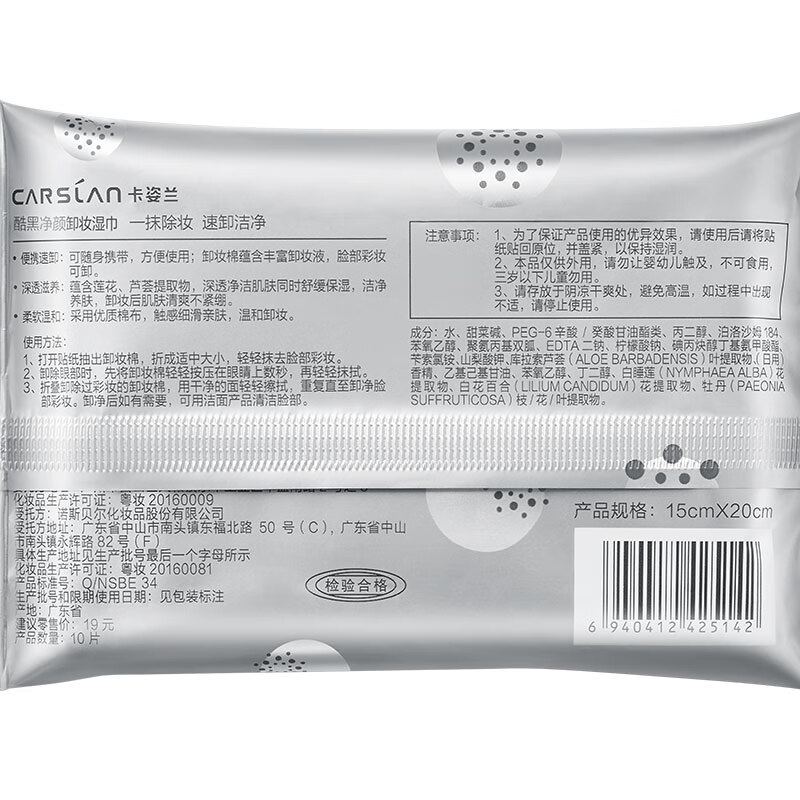 CARSLAN 卡姿兰
酷黑净颜卸妆湿巾 一抹除妆 速卸洁净
• 便携速卸：可随身携带，方便使用；卸妆棉蕴含丰富卸妆液，脸部彩妆
可卸。
• 深透滋养：蕴含莲花、芦荟提取物，深透净洁肌肤同时舒缓保湿，洁净
养肤，卸妆后肌肤清爽不紧绷。
• 柔软温和：采用优质棉布，触感细滑亲肤，温和卸妆。
使用方法：
1、打开贴纸抽出卸妆棉，折成适中大小，轻轻抹去脸部彩妆。
2、卸除眼部时，先将卸妆棉轻轻按压在眼睛上数秒，再轻轻抹拭。
3、折叠卸除过彩妆的卸妆棉，用干净的面轻轻擦拭，重复直至卸净脸
部彩妆。卸净后如有需要，可用洁面产品清洁脸部。
注意事项：1、为了保证产品使用的优异效果，请使用后请将贴
纸贴回原位，并盖紧，以保持湿润。
2、本品仅供外用，请勿让婴幼儿触及，不可食用，
三岁以下儿童勿用。
3、请存放于阴凉干爽处，避免高温，如过程中出现
不适，请停止使用。
成分：水、甜菜碱、PEG-6 辛酸 / 癸酸甘油酯类、丙二醇、泊洛沙姆 184、
苯氧乙醇、聚氨丙基双胍、EDTA 二钠、柠檬酸钠、碘丙炔醇丁基氨甲酸酯、
苄索氯铵、山梨酸钾、库拉索芦荟（ALOE BARBADENSIS）叶提取物、（日用）
香精、乙基己基甘油、苯氧乙醇、丁二醇、白睡莲（NYMPHAEA ALBA）花
提取物、白花百合（LILIUM CANDIDUM）花提取物、牡丹（PAEONIA
SUFFRUTICOSA）枝 / 花 / 叶提取物。
化妆品生产许可证：粤妆 20160009
受托方：诺斯贝尔化妆品股份有限公司
受托方地址：广东省中山市南头镇东福北路 50 号（C），广东省中山
市南头镇永辉路 82 号（F）
具体生产地址见生产批号最后一个字母所示
化妆品生产许可证：粤妆 20160081
产品标准号：Q/NSBE 34
生产批号和限期使用日期：见包装标注
产地：广东省
建议零售价：19 元
产品数量：10 片
检验合格
产品规格：15cmX20cm
6 940412 425142